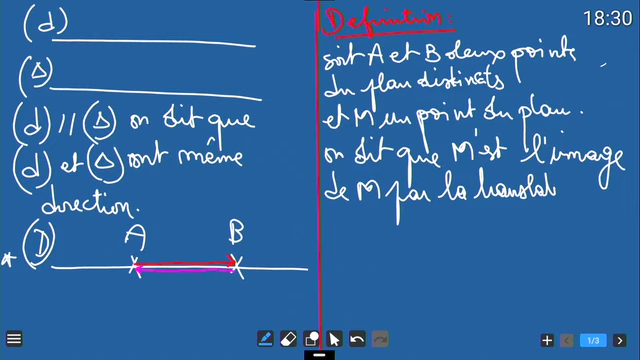 (d)
(Δ)
(d) // (Δ) on dit que
(d) et (Δ) ont même
direction.
* (D) A B
1) Definition:
soit A et B deux points
du plan distincts
et M un point du plan.
on dit que M' est l'image
de M par la translat
18:30
1/3